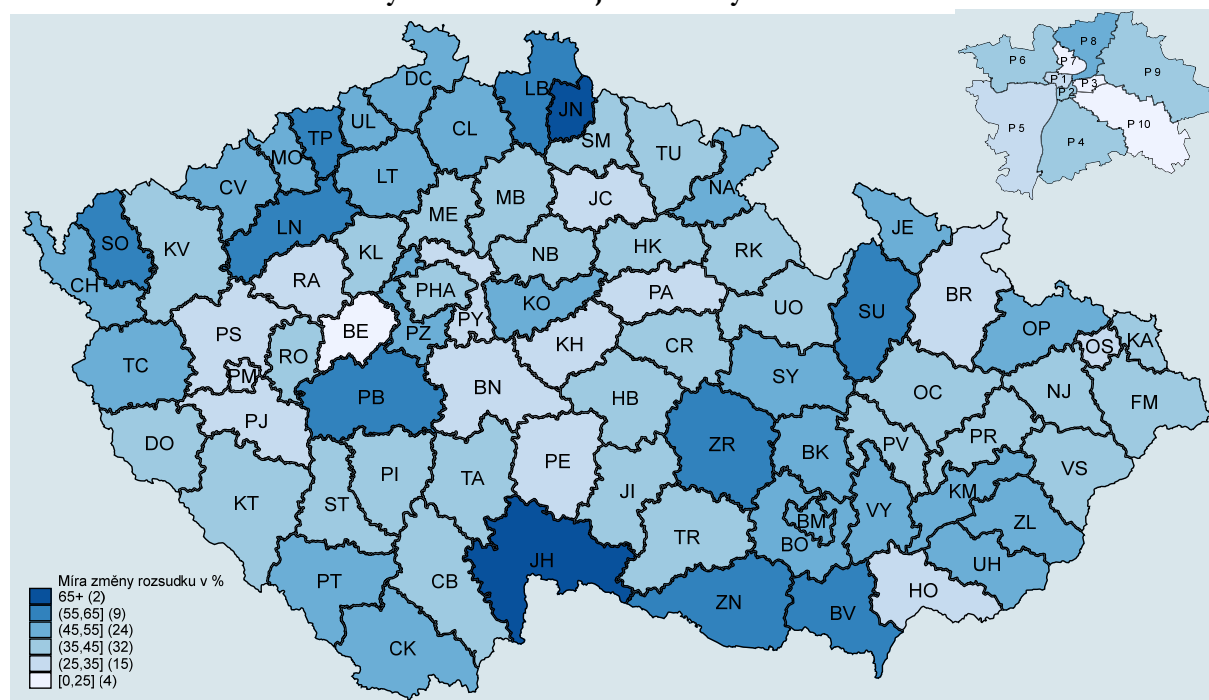 DC
LB
JN
P 8
P 6
P 7
P 9
P 1
P 3
P 2
P 10
P 5
P 4
TP
UL
CL
SM
TU
MO
CV
LT
NA
ME
MB
JC
SO
KV
LN
KL
NB
HK
RK
JE
CH
RA
PHA
KO
PA
UO
SU
BR
PS
BE
PZ
PY
OP
OS
KA
TC
RO
KH
CR
PM
PB
BN
SY
OC
NJ
FM
PJ
HB
DO
ZR
BK
PV
PR
VS
KT
ST
PI
TA
PE
JI
BM
BO
VY
KM
ZL
TR
UH
PT
CB
JH
ZN
BV
HO
CK
Míra změny rozsudku v %
65+ (2)
(55,65] (9)
(45,55] (24)
(35,45] (32)
(25,35] (15)
[0,25] (4)